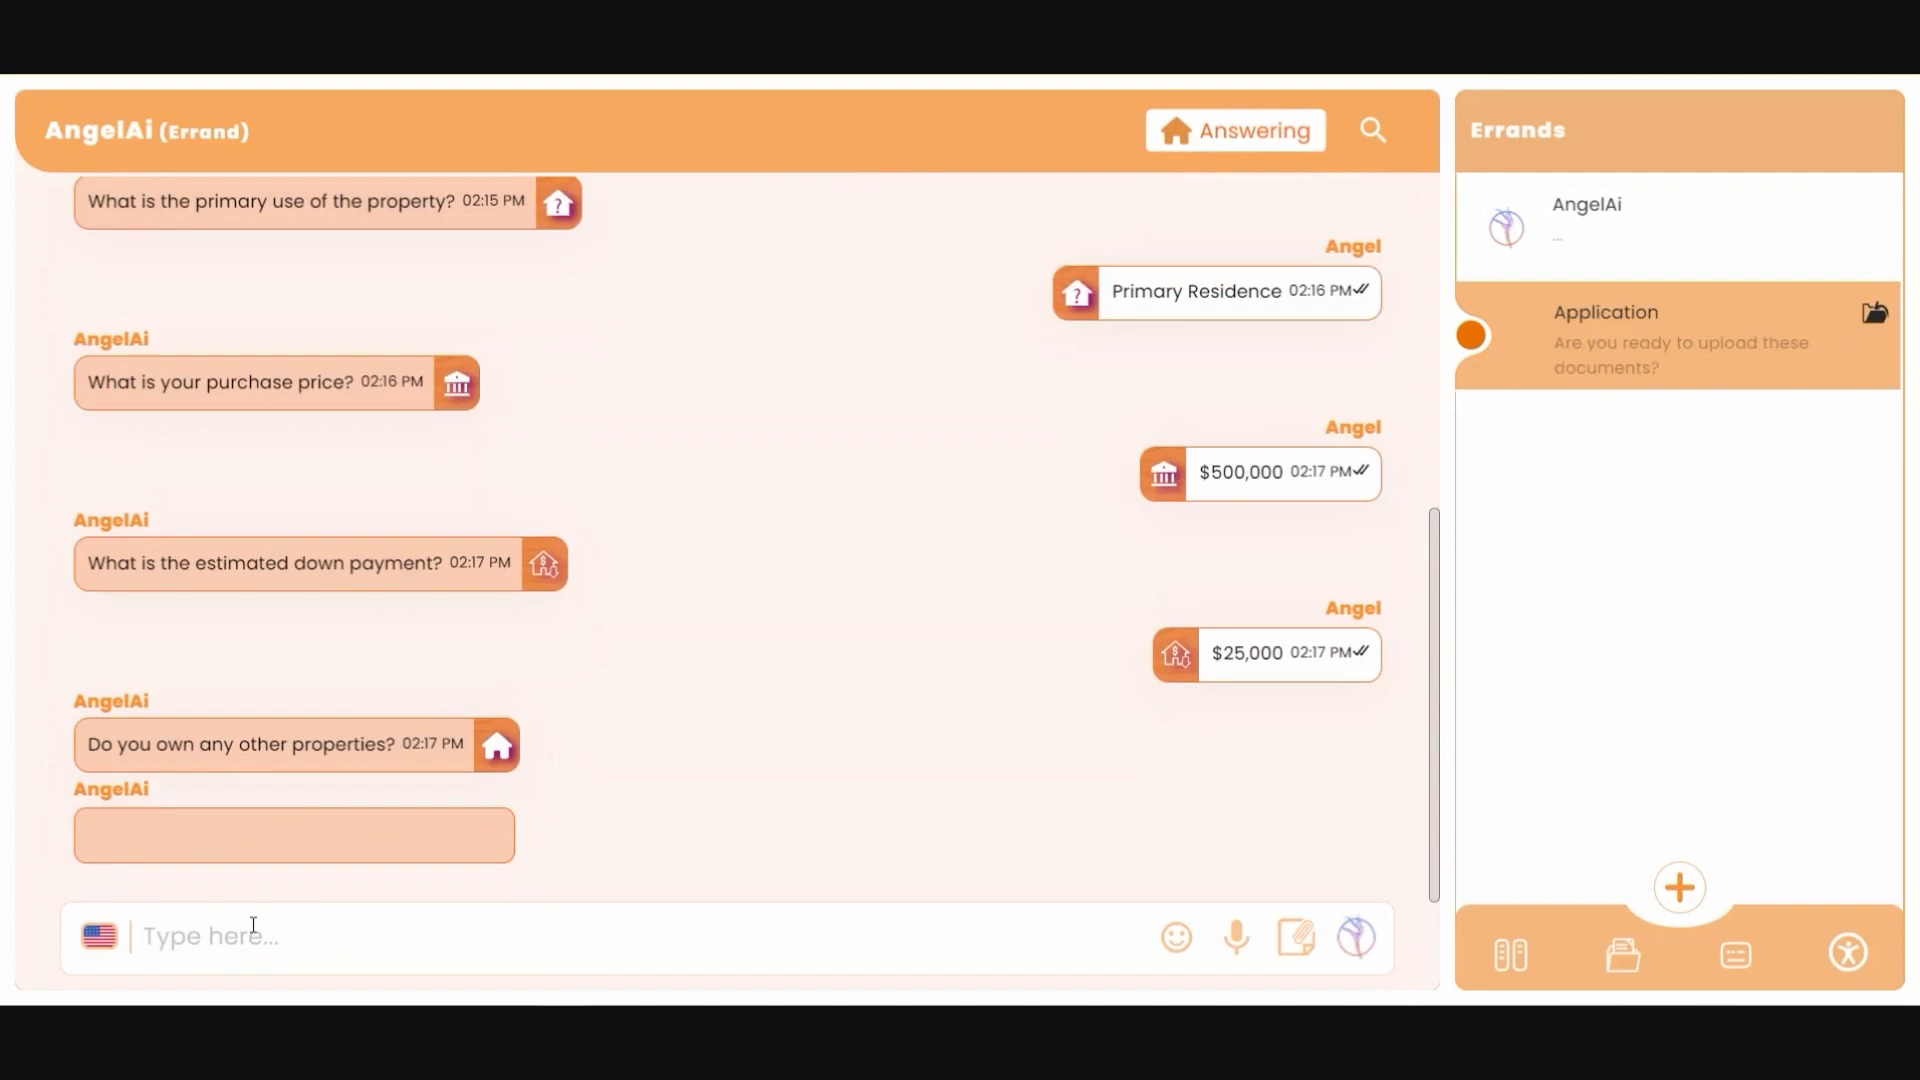 AngelAi (Errand)
Answering
What is the primary use of the property? 02:15 PM
Angel
Primary Residence 02:16 PM
AngelAi
What is your purchase price? 02:16 PM
Angel
$500,000 02:17 PM
AngelAi
What is the estimated down payment? 02:17 PM
Angel
$25,000 02:17 PM
AngelAi
Do you own any other properties? 02:17 PM
AngelAi
Type here...
Errands
AngelAi
...
Application
Are you ready to upload these
documents?